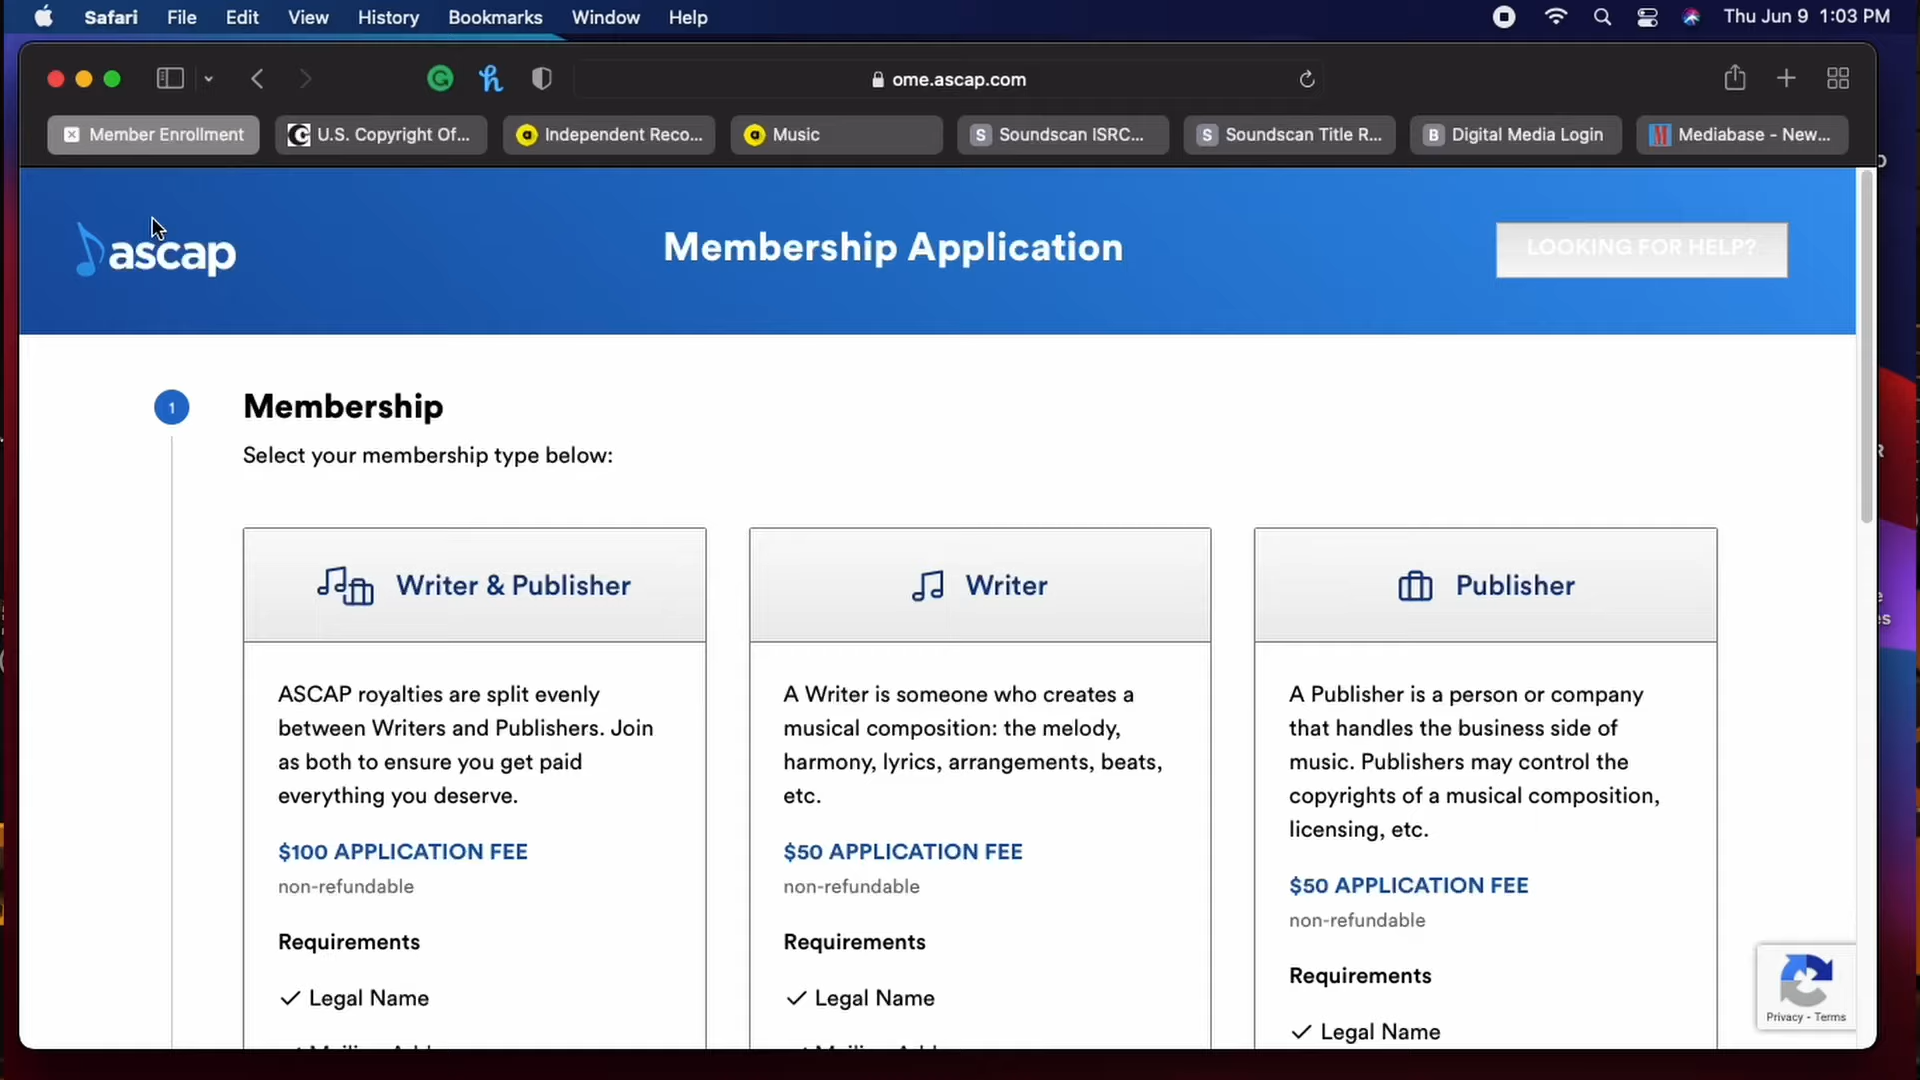 Safari File Edit View History Bookmarks Window Help Thu Jun 9 1:03 PM
ome.ascap.com
Member Enrollment U.S. Copyright Of... Independent Reco... Music Soundscan ISRC... Soundscan Title R... Digital Media Login Mediabase - New...
ascap Membership Application LOOKING FOR HELP?
1 Membership
Select your membership type below:
Writer & Publisher
ASCAP royalties are split evenly
between Writers and Publishers. Join
as both to ensure you get paid
everything you deserve.
$100 APPLICATION FEE
non-refundable
Requirements
✓ Legal Name
Writer
A Writer is someone who creates a
musical composition: the melody,
harmony, lyrics, arrangements, beats,
etc.
$50 APPLICATION FEE
non-refundable
Requirements
✓ Legal Name
Publisher
A Publisher is a person or company
that handles the business side of
music. Publishers may control the
copyrights of a musical composition,
licensing, etc.
$50 APPLICATION FEE
non-refundable
Requirements
✓ Legal Name
Privacy - Terms